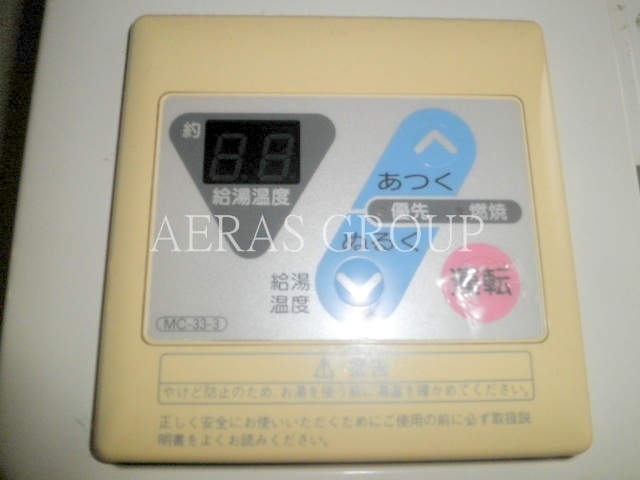 約
給湯温度
あつく
優先 燃焼
AERAS GROUP
ぬるく
給湯
温度
運転
MC-33-3
警告
やけど防止のため、お湯を使う前に湯温を確かめてください。
正しく安全にお使いいただくためにご使用の前に必ず取扱説
明書をよくお読みください。